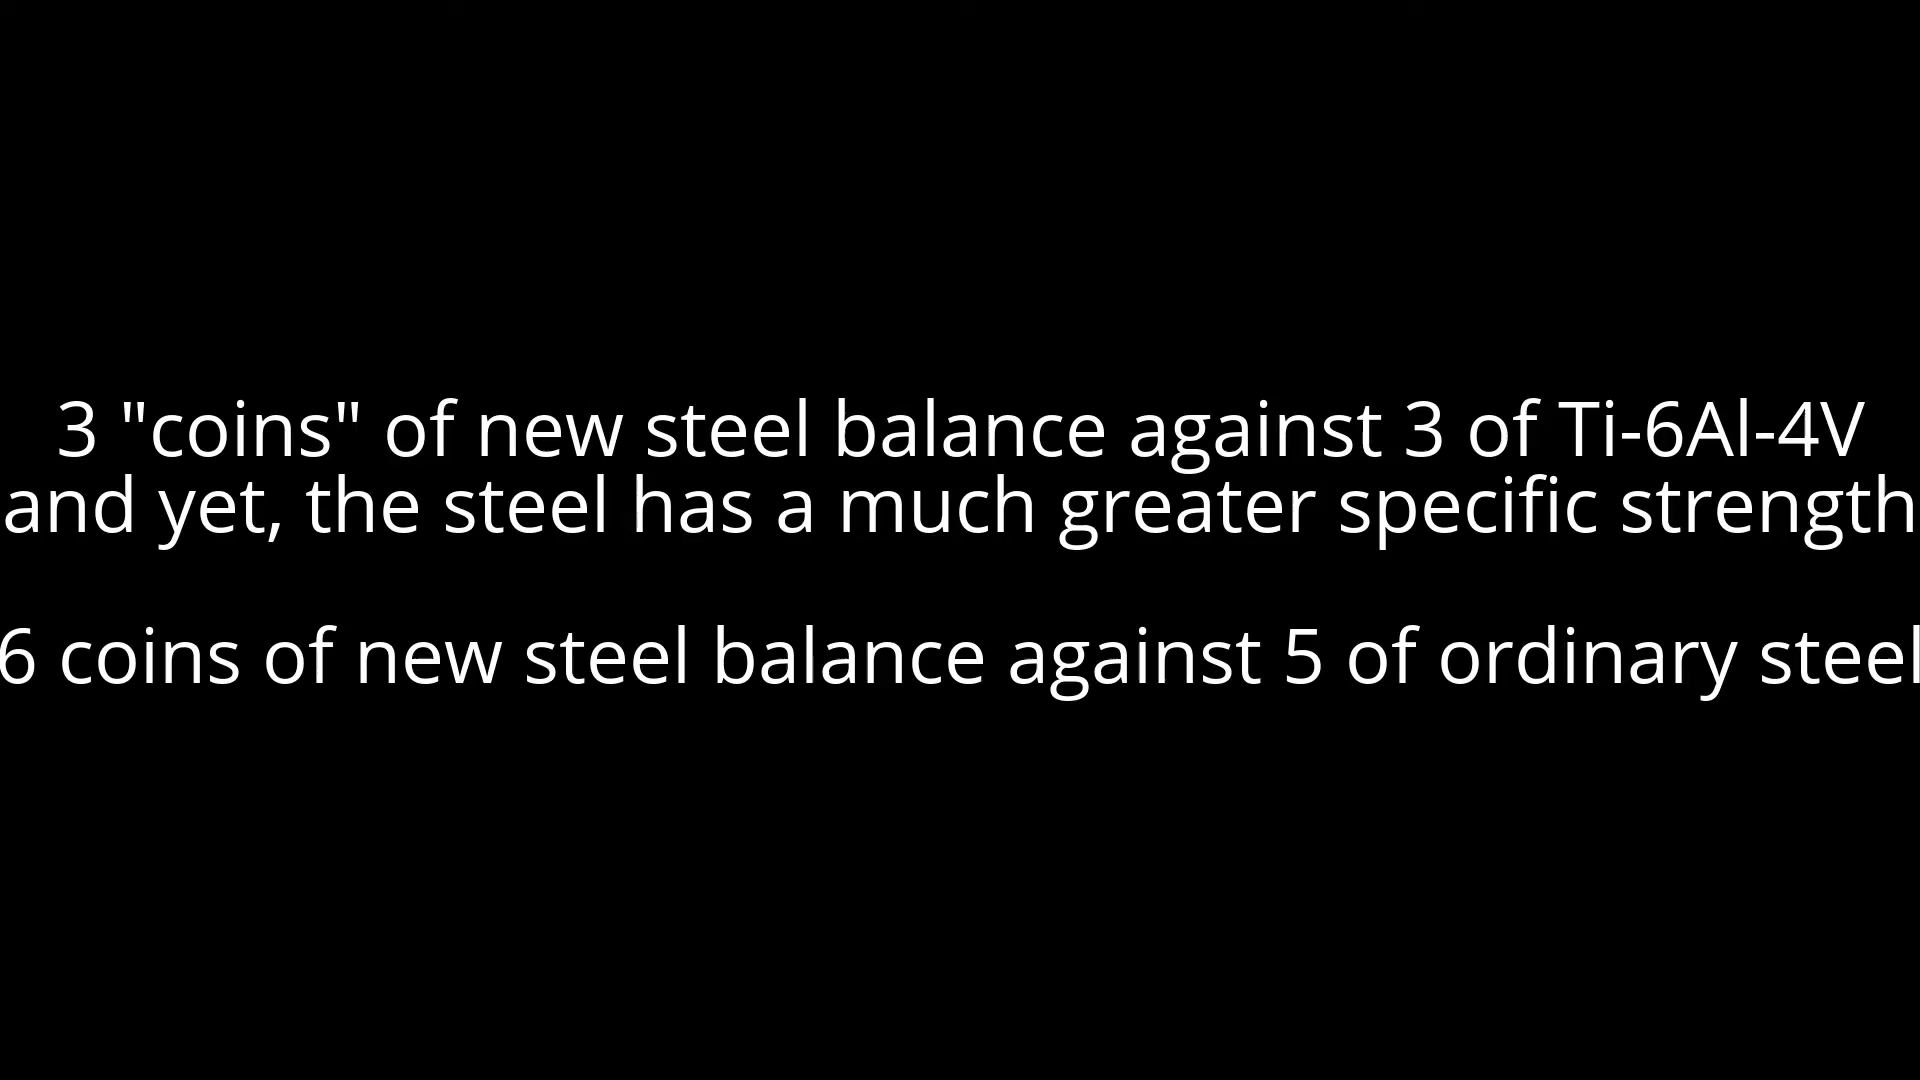 3 "coins" of new steel balance against 3 of Ti-6Al-4V
and yet, the steel has a much greater specific strength
6 coins of new steel balance against 5 of ordinary steel